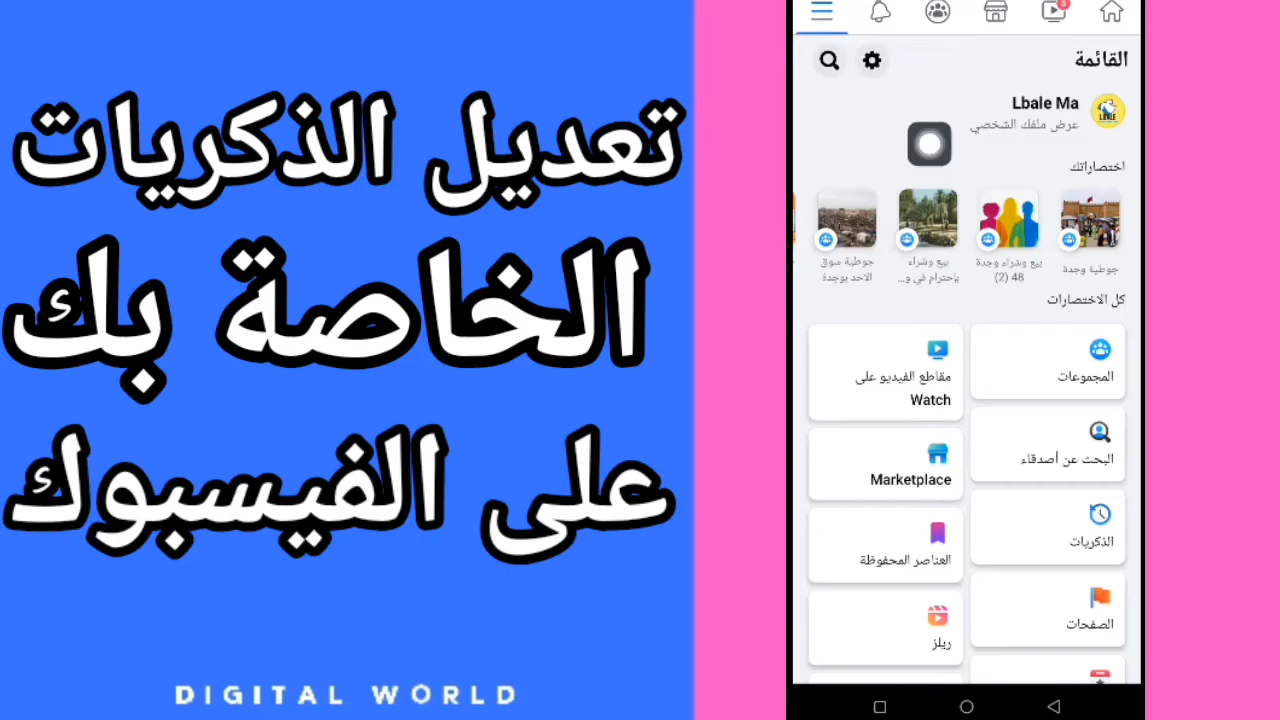 تعديل الذكريات
الخاصة بك
على الفيسبوك
DIGITAL WORLD
8
القائمة
Lbale Ma
عرض ملفك الشخصي
اختصاراتك
جوطية وجدة
بيع وشراء وجدة
48 (2)
بيع وشراء
بإحترام في و...
جوطية سوق
الاحد بوجدة
كل الاختصارات
المجموعات
مقاطع الفيديو على
Watch
البحث عن أصدقاء
Marketplace
الذكريات
العناصر المحفوظة
الصفحات
ريلز